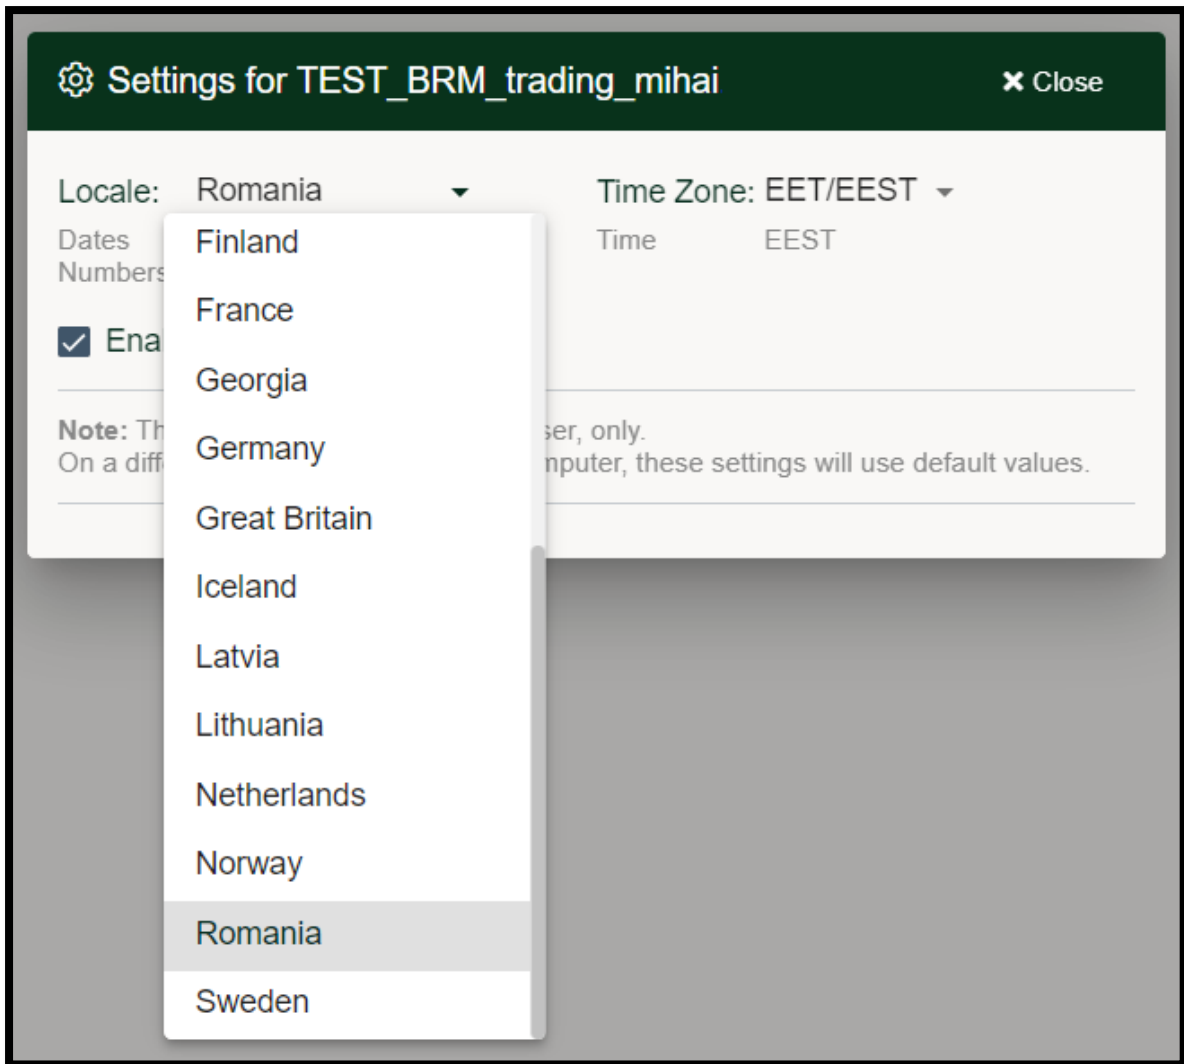 Settings for TEST_BRM_trading_mihai
Close
Locale: Romania
Time Zone: EET/EEST
Dates
Time EEST
Numbers
Ena
Note: Th ser, only.
On a diff mputer, these settings will use default values.
Finland
France
Georgia
Germany
Great Britain
Iceland
Latvia
Lithuania
Netherlands
Norway
Romania
Sweden